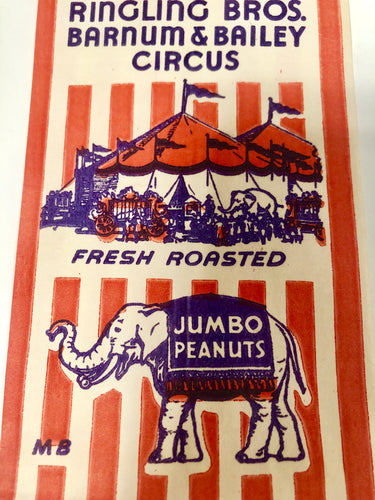 RINGLING BROS.
BARNUM & BAILEY
CIRCUS
FRESH ROASTED
JUMBO
PEANUTS
MB